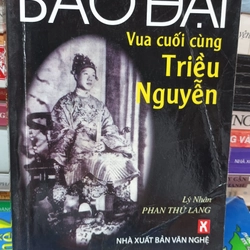 BẢO ĐẠI
Vua cuối cùng
Triều
Nguyễn
Lý Nhân
PHAN THỨ LANG
NHÀ XUẤT BẢN VĂN NGHỆ